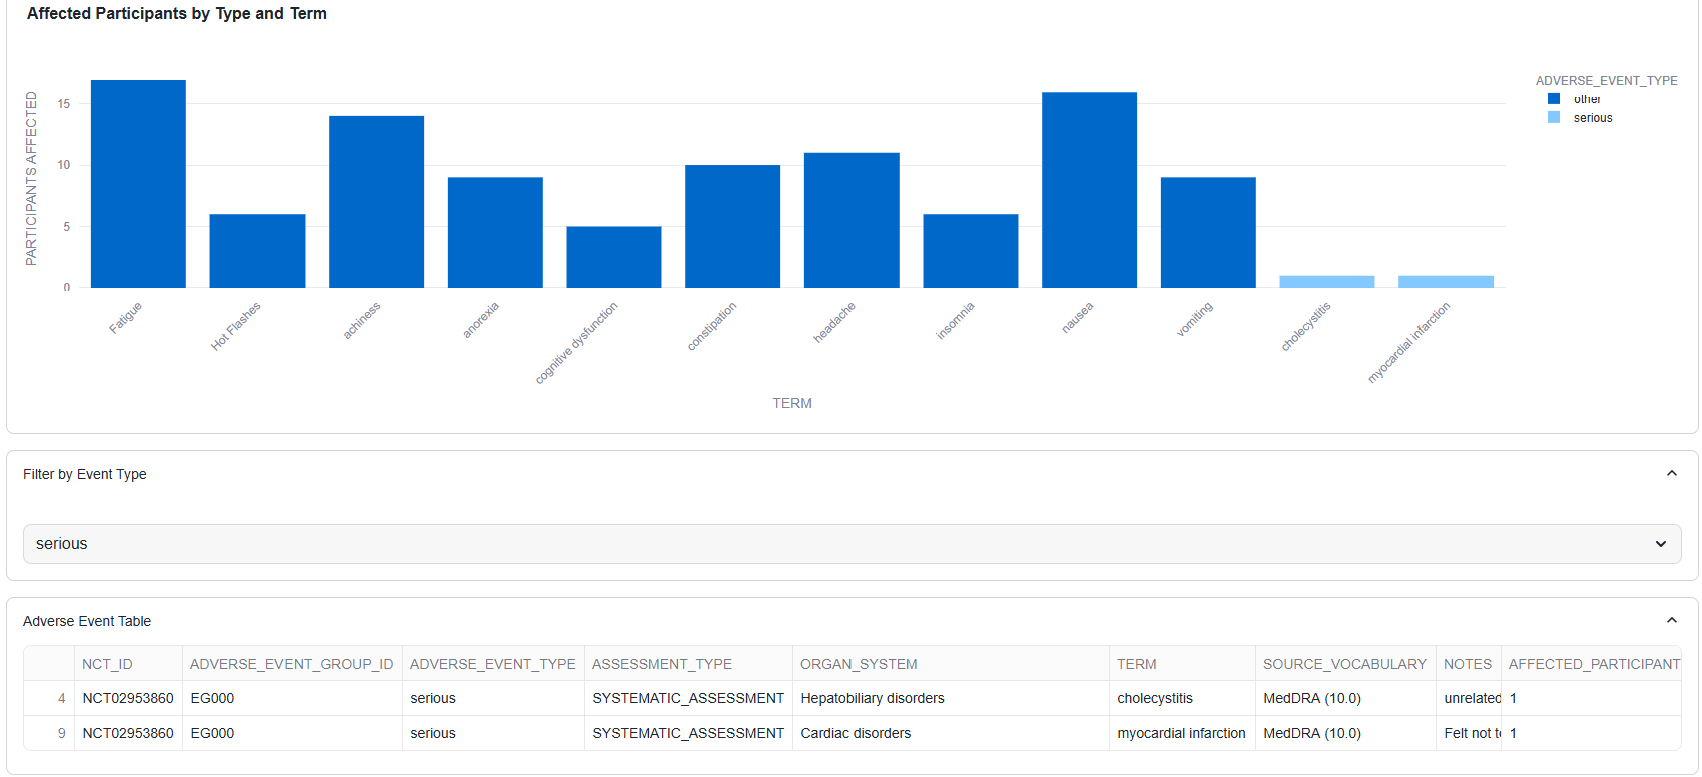 Affected Participants by Type and Term
PARTICIPANTS AFFECTED
15
10
5
0
Fatigue
Hot Flashes
achiness
anorexia
cognitive dysfunction
constipation
headache
insomnia
nausea
vomiting
cholecystitis
myocardial infarction
TERM
ADVERSE_EVENT_TYPE
other
serious
Filter by Event Type
serious
Adverse Event Table
NCT_ID ADVERSE_EVENT_GROUP_ID ADVERSE_EVENT_TYPE ASSESSMENT_TYPE ORGAN_SYSTEM TERM SOURCE_VOCABULARY NOTES AFFECTED_PARTICIPANT
4 NCT02953860 EG000 serious SYSTEMATIC_ASSESSMENT Hepatobiliary disorders cholecystitis MedDRA (10.0) unrelated 1
9 NCT02953860 EG000 serious SYSTEMATIC_ASSESSMENT Cardiac disorders myocardial infarction MedDRA (10.0) Felt not 1